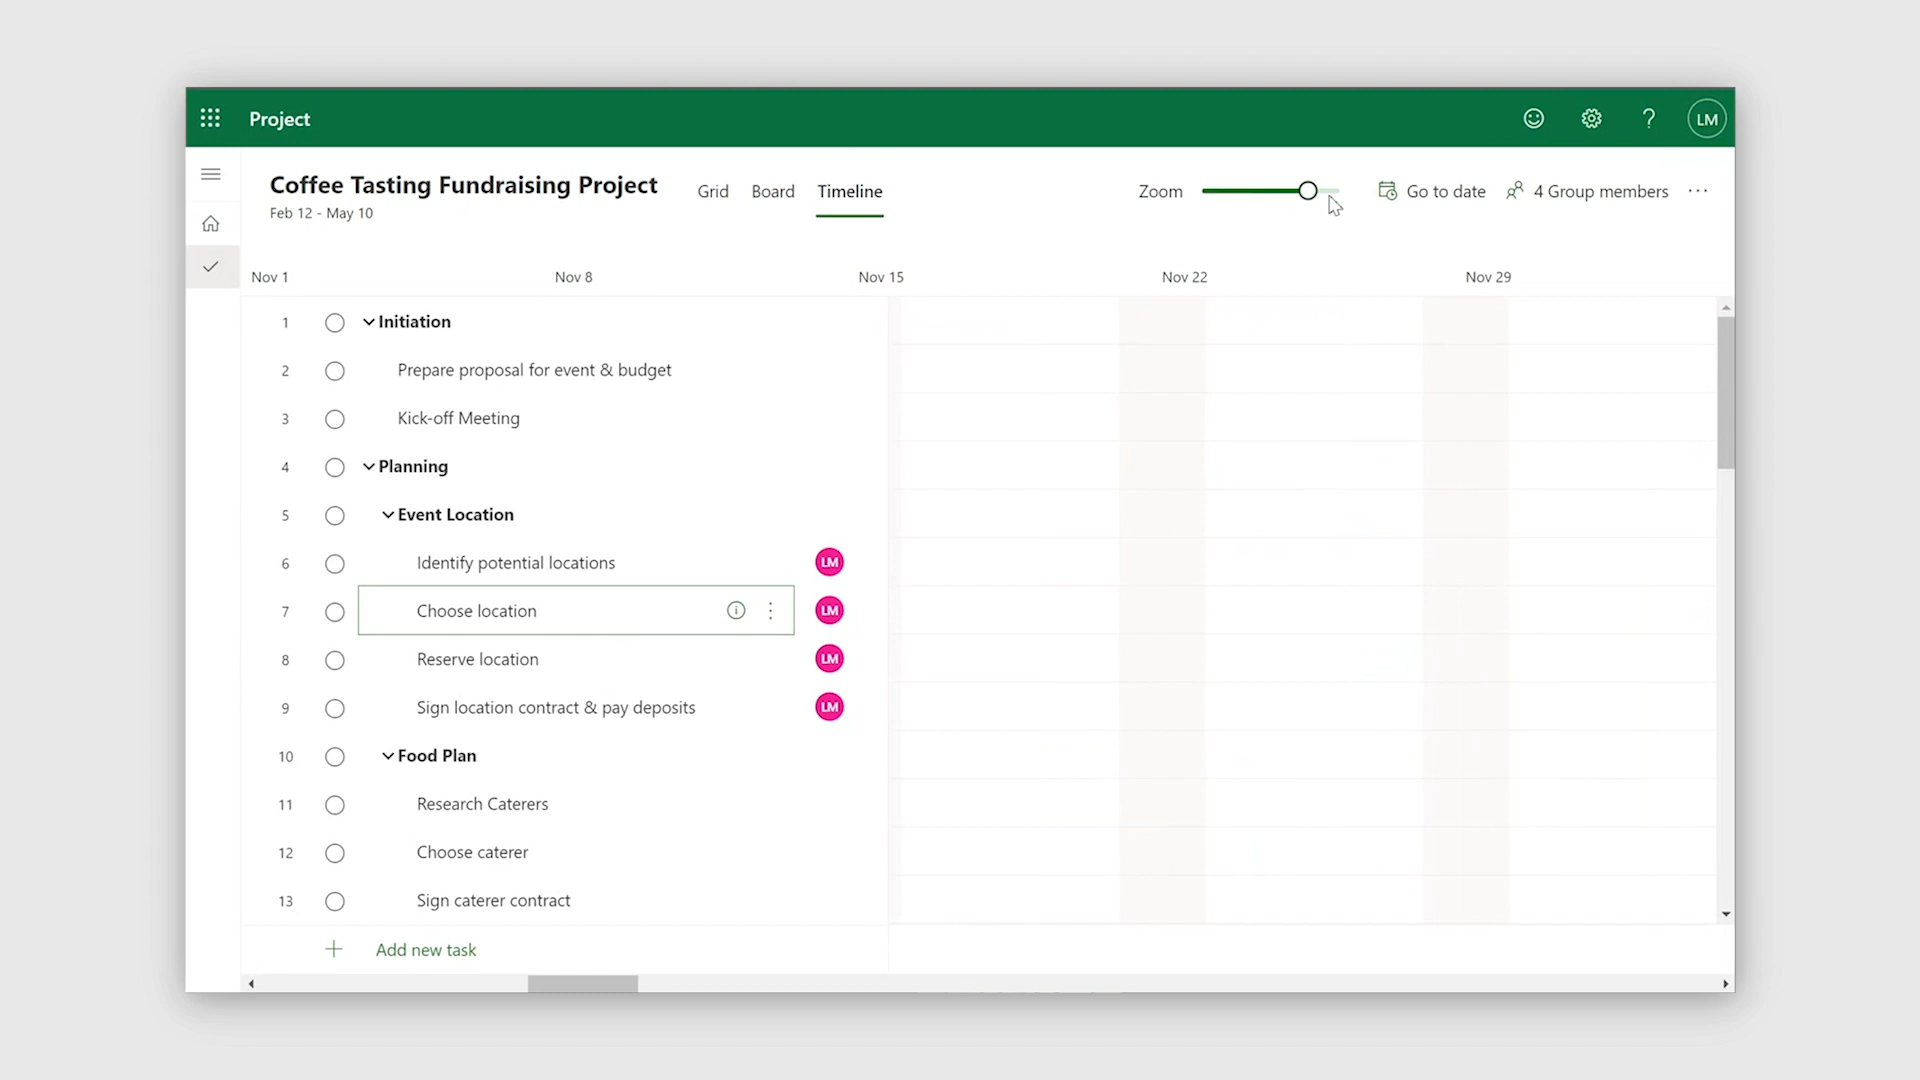 Project
LM
Coffee Tasting Fundraising Project
Grid Board Timeline
Zoom
Go to date
4 Group members
Feb 12 - May 10
Nov 1 Nov 8 Nov 15 Nov 22 Nov 29
1 Initiation
2 Prepare proposal for event & budget
3 Kick-off Meeting
4 Planning
5 Event Location
6 Identify potential locations LM
7 Choose location LM
8 Reserve location LM
9 Sign location contract & pay deposits LM
10 Food Plan
11 Research Caterers
12 Choose caterer
13 Sign caterer contract
Add new task